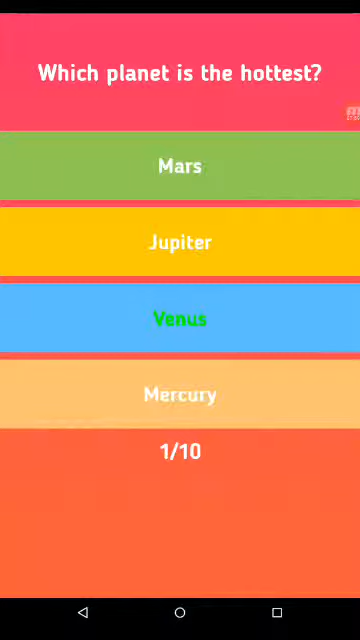 Which planet is the hottest?
Mars
Jupiter
Venus
Mercury
1/10